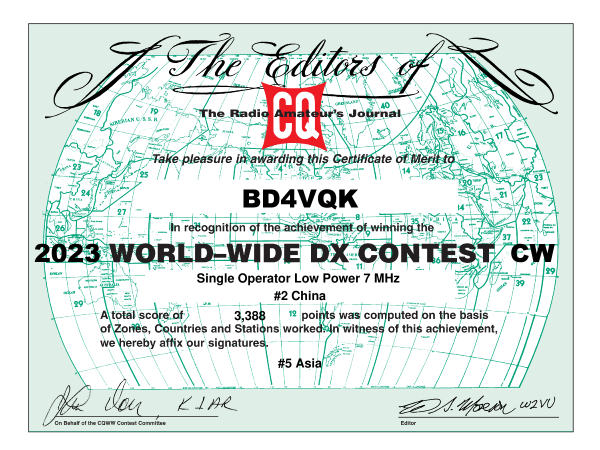 The Editors of
CQ
The Radio Amateur's Journal
Take pleasure in awarding this Certificate of Merit to
BD4VQK
In recognition of the achievement of winning the
2023 WORLD–WIDE DX CONTEST CW
Single Operator Low Power 7 MHz
#2 China
A total score of 3,388 points was computed on the basis
of Zones, Countries and Stations worked. In witness of this achievement,
we hereby affix our signatures.
#5 Asia
K1AR
W2VU
On Behalf of the CQWW Contest Committee
Editor